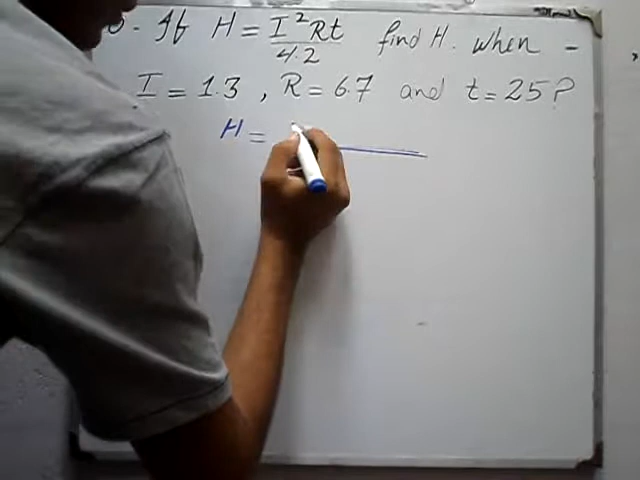 If H = I²Rt/4.2 find H. when -
I = 1.3 , R = 6.7 and t = 25 ?
H =